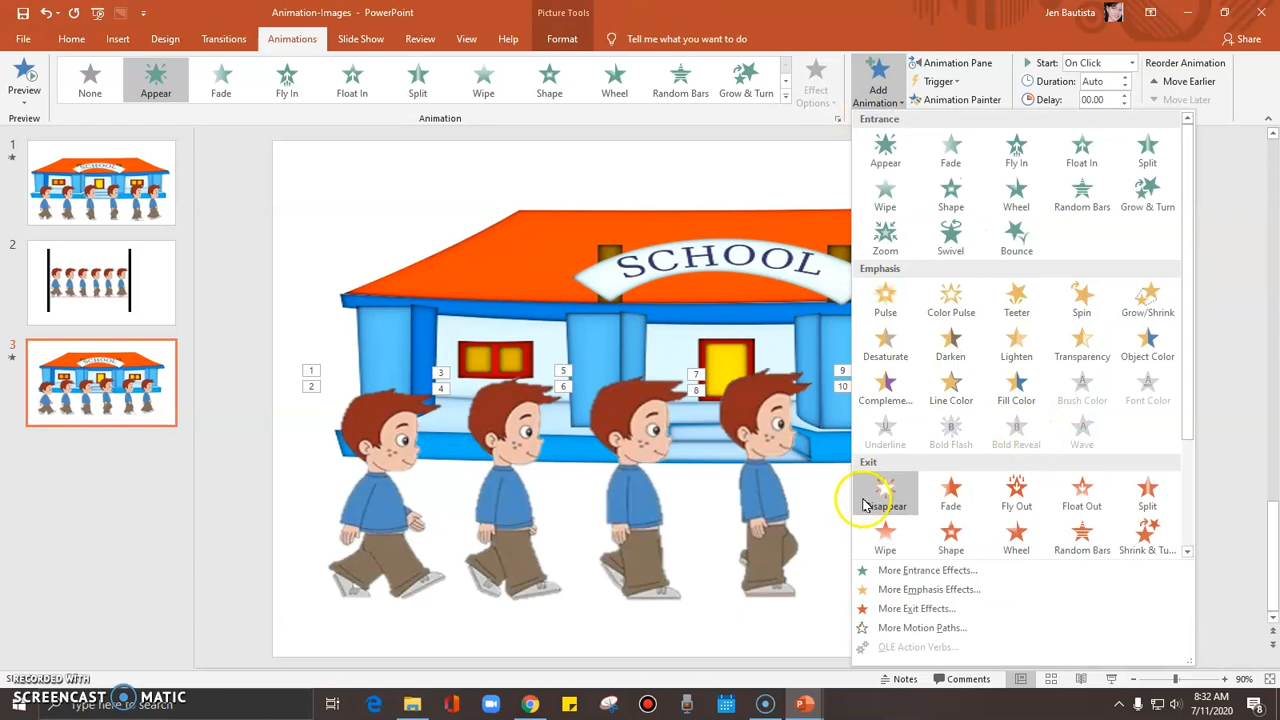 Animation-Images - PowerPoint
Picture Tools
Jen Bautista
File Home Insert Design Transitions Animations Slide Show Review View Help Format Tell me what you want to do
Share
Preview
None Appear Fade Fly In Float In Split Wipe Shape Wheel Random Bars Grow & Turn
Effect Options
Add Animation
Animation Pane
Trigger
Animation Painter
Start: On Click
Duration: Auto
Delay: 00.00
Reorder Animation
Move Earlier
Move Later
Preview
Animation
Entrance
Appear Fade Fly In Float In Split
Wipe Shape Wheel Random Bars Grow & Turn
Zoom Swivel Bounce
Emphasis
Pulse Color Pulse Teeter Spin Grow/Shrink
Desaturate Darken Lighten Transparency Object Color
Compleme... Line Color Fill Color Brush Color Font Color
Underline Bold Flash Bold Reveal Wave
Exit
Disappear Fade Fly Out Float Out Split
Wipe Shape Wheel Random Bars Shrink & Tu...
More Entrance Effects...
More Emphasis Effects...
More Exit Effects...
More Motion Paths...
OLE Action Verbs...
1
SCHOOL
2
3
SCHOOL
SCHOOL
1 3 5 7 9
2 4 6 8 10
Notes
Comments
90%
RECORDED WITH
SCREENCAST MATIC
8:32 AM
7/11/2020